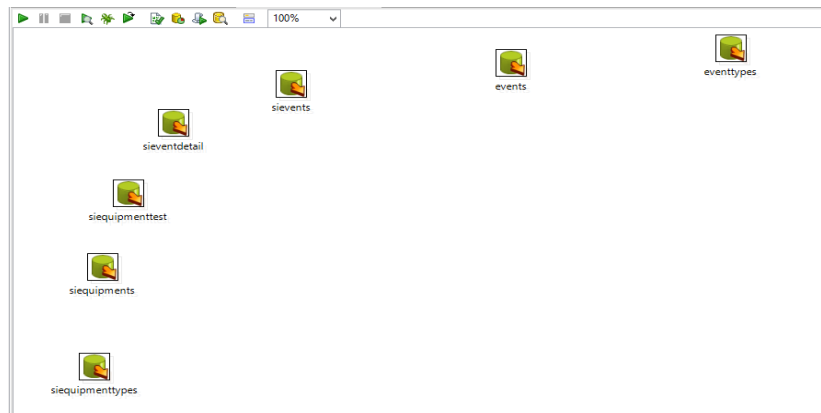 100%
eventtypes
events
sievents
sieventdetail
siequipmenttest
siequipments
siequipmenttypes